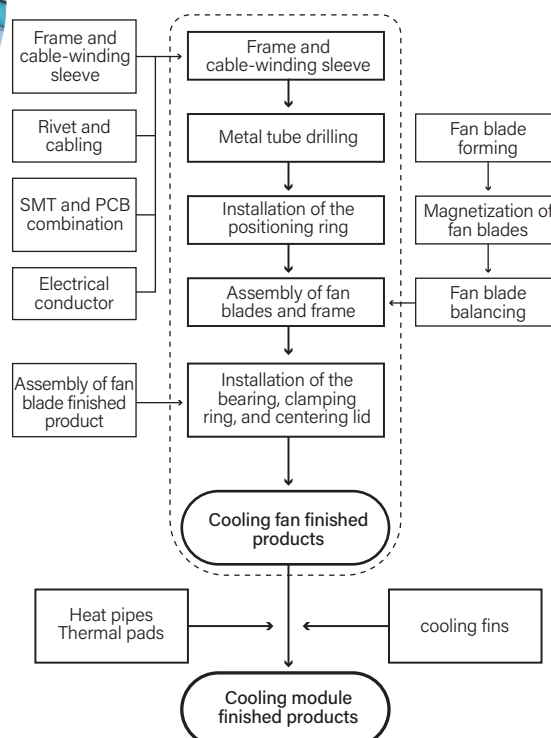 Frame and
cable-winding
sleeve
Frame and
cable-winding sleeve
Rivet and
cabling
Metal tube drilling
Fan blade
forming
SMT and PCB
combination
Installation of the
positioning ring
Magnetization of
fan blades
Electrical
conductor
Assembly of fan
blades and frame
Fan blade
balancing
Assembly of fan
blade finished
product
Installation of the
bearing, clamping
ring, and centering lid
Cooling fan finished
products
Heat pipes
Thermal pads
cooling fins
Cooling module
finished products